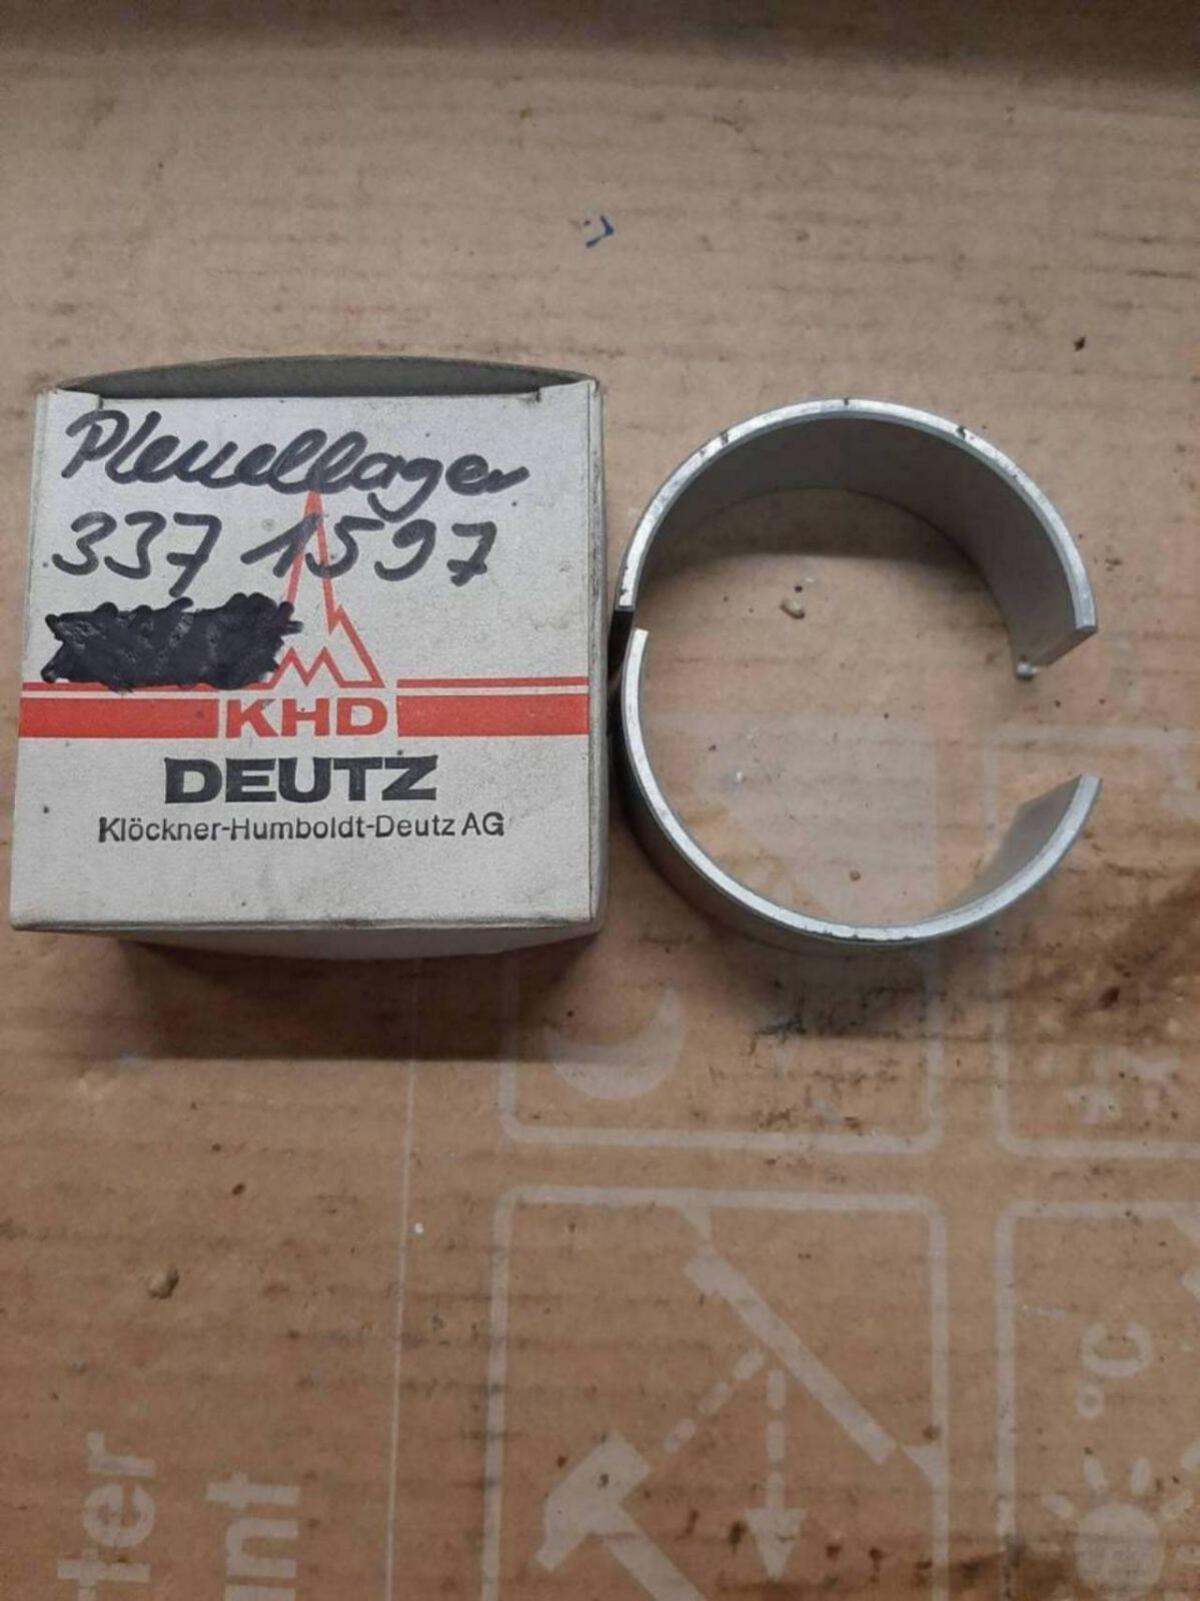 Pleuellager
337 1597
KHD
DEUTZ
Klöckner-Humboldt-Deutz AG
°C